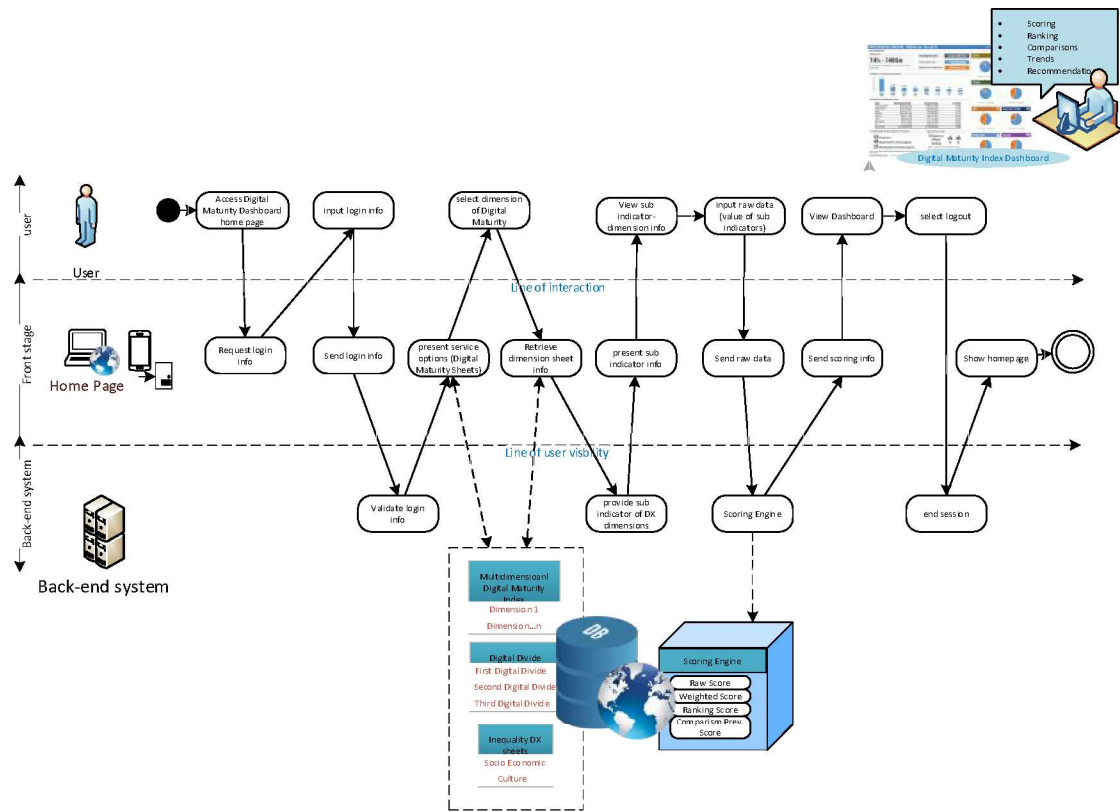 Scoring
Ranking
Comparisons
Trends
Recommendation
74%
Digital Maturity Index Dashboard
user
User
Access Digital
Maturity Dashboard
home page
input login info
select dimension
of Digital
Maturity
View sub
indicator-
dimension info
input raw data
(value of sub
indicators)
View Dashboard
select logout
Line of interaction
Front stage
Home Page
Request login
info
Send login info
present service
options (Digital
Maturity Sheets)
Retrieve
dimension sheet
info
present sub
indicator info
Send raw data
Send scoring info
Show homepage
Line of user visbility
Back-end system
Back-end system
Validate login
info
provide sub
indicator of DX
dimensions
Scoring Engine
end session
Multidimensioanl
Digital Maturity
Index
Dimension 1
Dimension...n
Digital Divide
First Digital Divide
Second Digital Divide
Third Digital Divide
Inequality DX
sheets
Socio Economic
Culture
DB
Scoring Engine
Raw Score
Weighted Score
Ranking Score
Comparism Prev.
Score